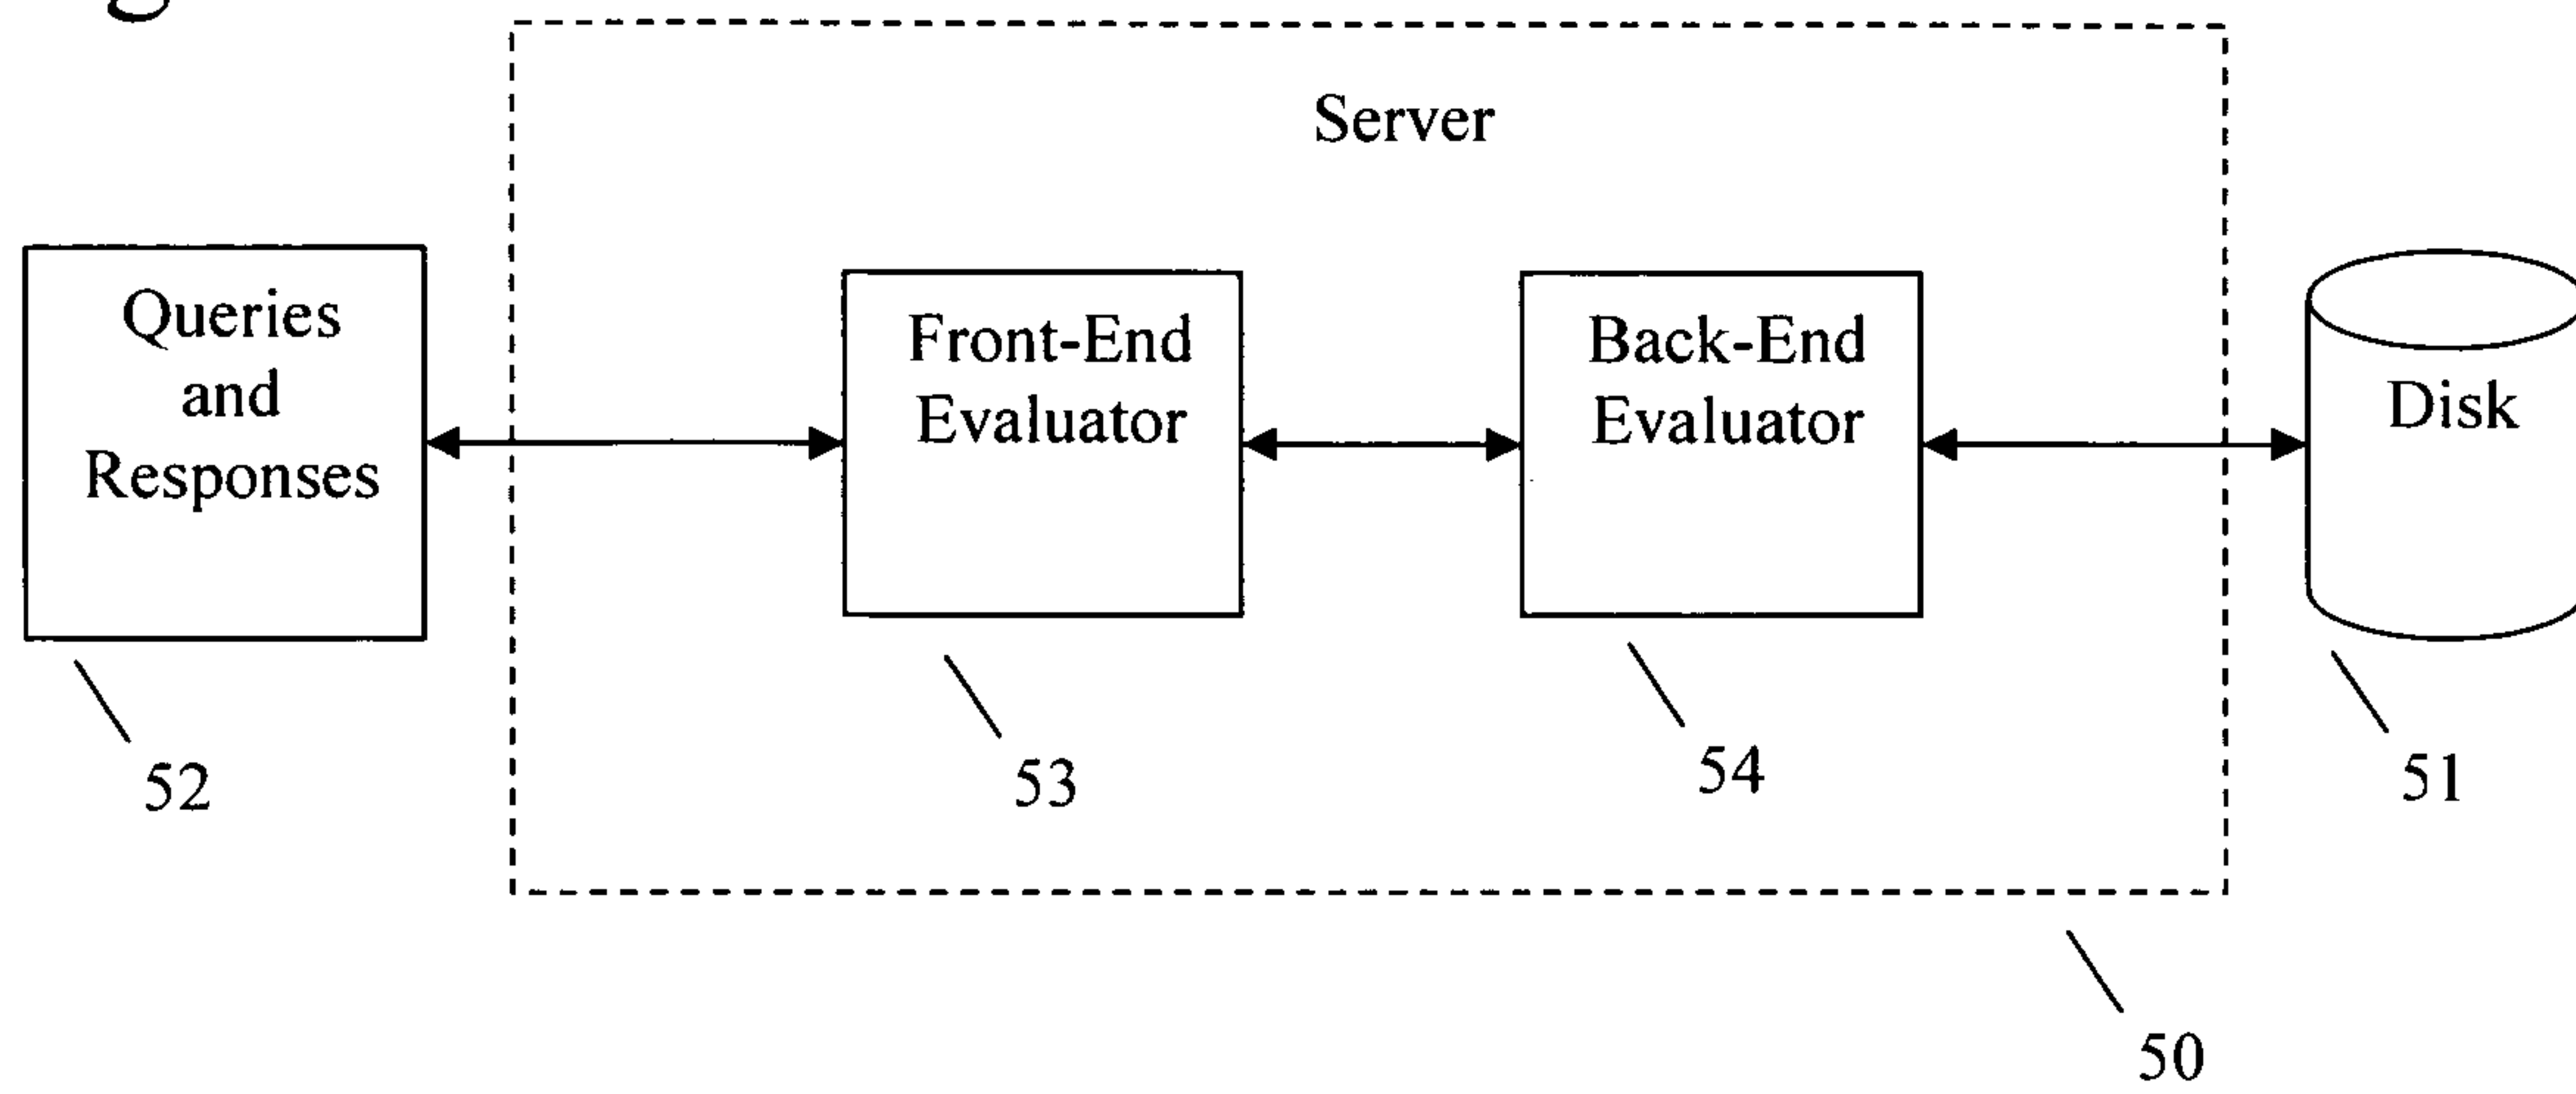 Server
Queries
and
Responses
Front-End
Evaluator
Back-End
Evaluator
Disk
52
53
54
51
50